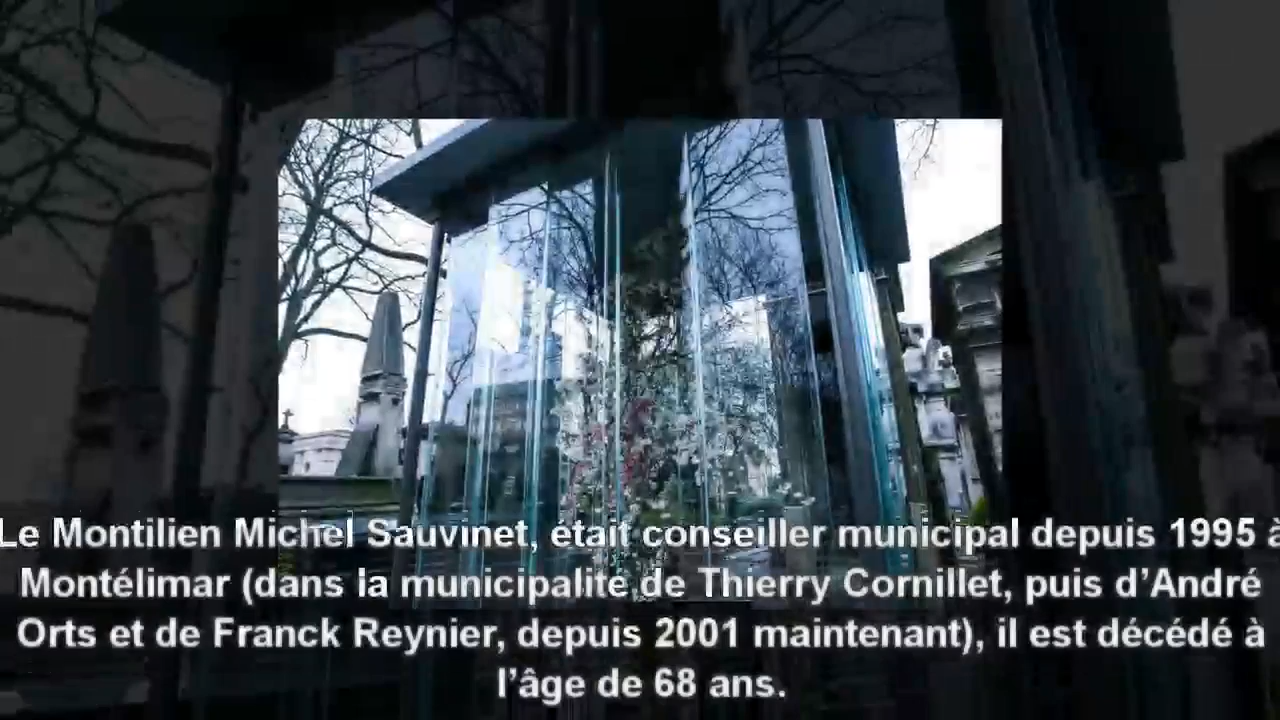 Le Montilien Michel Sauvinet, était conseiller municipal depuis 1995 à
Montélimar (dans la municipalité de Thierry Cornillet, puis d’André
Orts et de Franck Reynier, depuis 2001 maintenant), il est décédé à
l’âge de 68 ans.